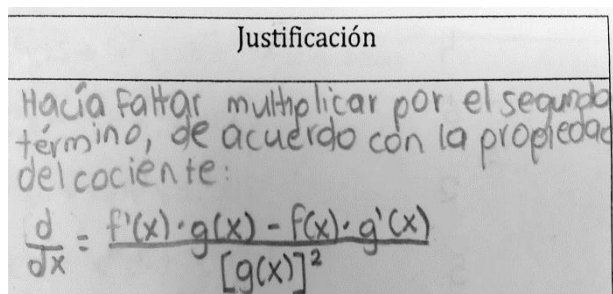 Justificación
Hacía faltar multiplicar por el segundo
término, de acuerdo con la propiedad
del cociente:
d/dx = f'(x)·g(x) - f(x)·g'(x) / [g(x)]²